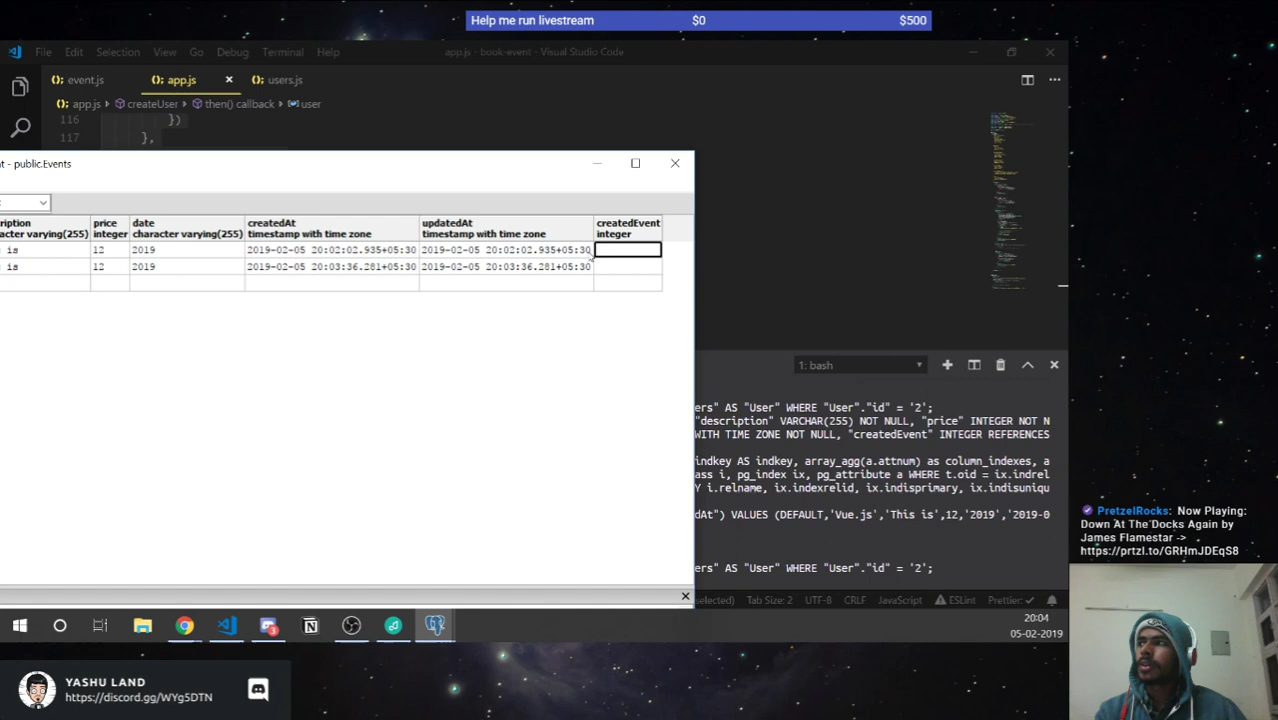 Help me run livestream $0 $500
File Edit Selection View Go Debug Terminal Help app.js - book-event - Visual Studio Code
event.js app.js users.js
app.js createUser then() callback user
116 })
117 },
t - public.Events
ription price date createdAt updatedAt createdEvent
cter varying(255) integer character varying(255) timestamp with time zone timestamp with time zone integer
is 12 2019 2019-02-05 20:02:02.935+05:30 2019-02-05 20:02:02.935+05:30
is 12 2019 2019-02-05 20:03:36.281+05:30 2019-02-05 20:03:36.281+05:30
1: bash
ers" AS "User" WHERE "User"."id" = '2';
"description" VARCHAR(255) NOT NULL, "price" INTEGER NOT N
WITH TIME ZONE NOT NULL, "createdEvent" INTEGER REFERENCES
indkey AS indkey, array_agg(a.attnum) as column_indexes, a
ass i, pg_index ix, pg_attribute a WHERE t.oid = ix.indrel
Y i.relname, ix.indexrelid, ix.indisprimary, ix.indisuniqu
dAt") VALUES (DEFAULT,'Vue.js','This is',12,'2019','2019-0
ers" AS "User" WHERE "User"."id" = '2';
selected) Tab Size: 2 UTF-8 CRLF JavaScript ESLint Prettier: ✓
20:04
05-02-2019
PretzelRocks: Now Playing:
Down At The Docks Again by
James Flamestar ->
https://prtzl.to/GRHmJDEqS8
YASHU LAND
https://discord.gg/WYg5DTN